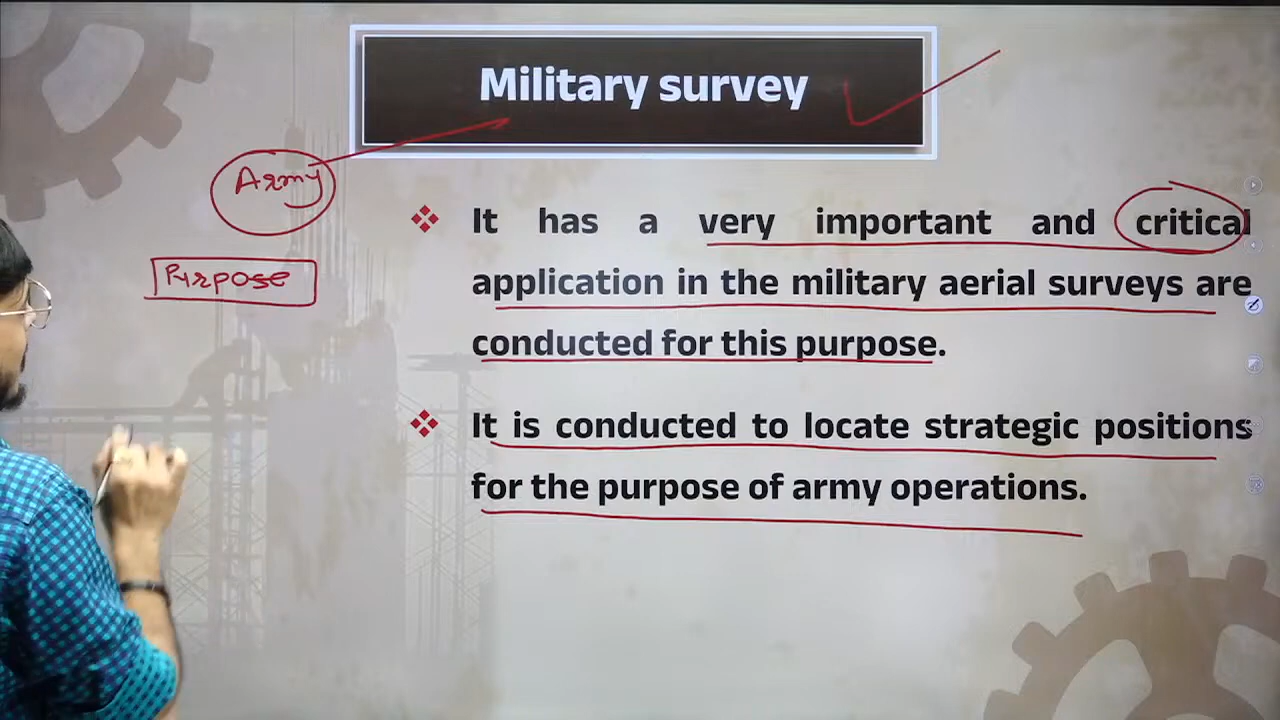 Military survey
Army
It has a very important and critical
Purpose
application in the military aerial surveys are
conducted for this purpose.
It is conducted to locate strategic positions
for the purpose of army operations.